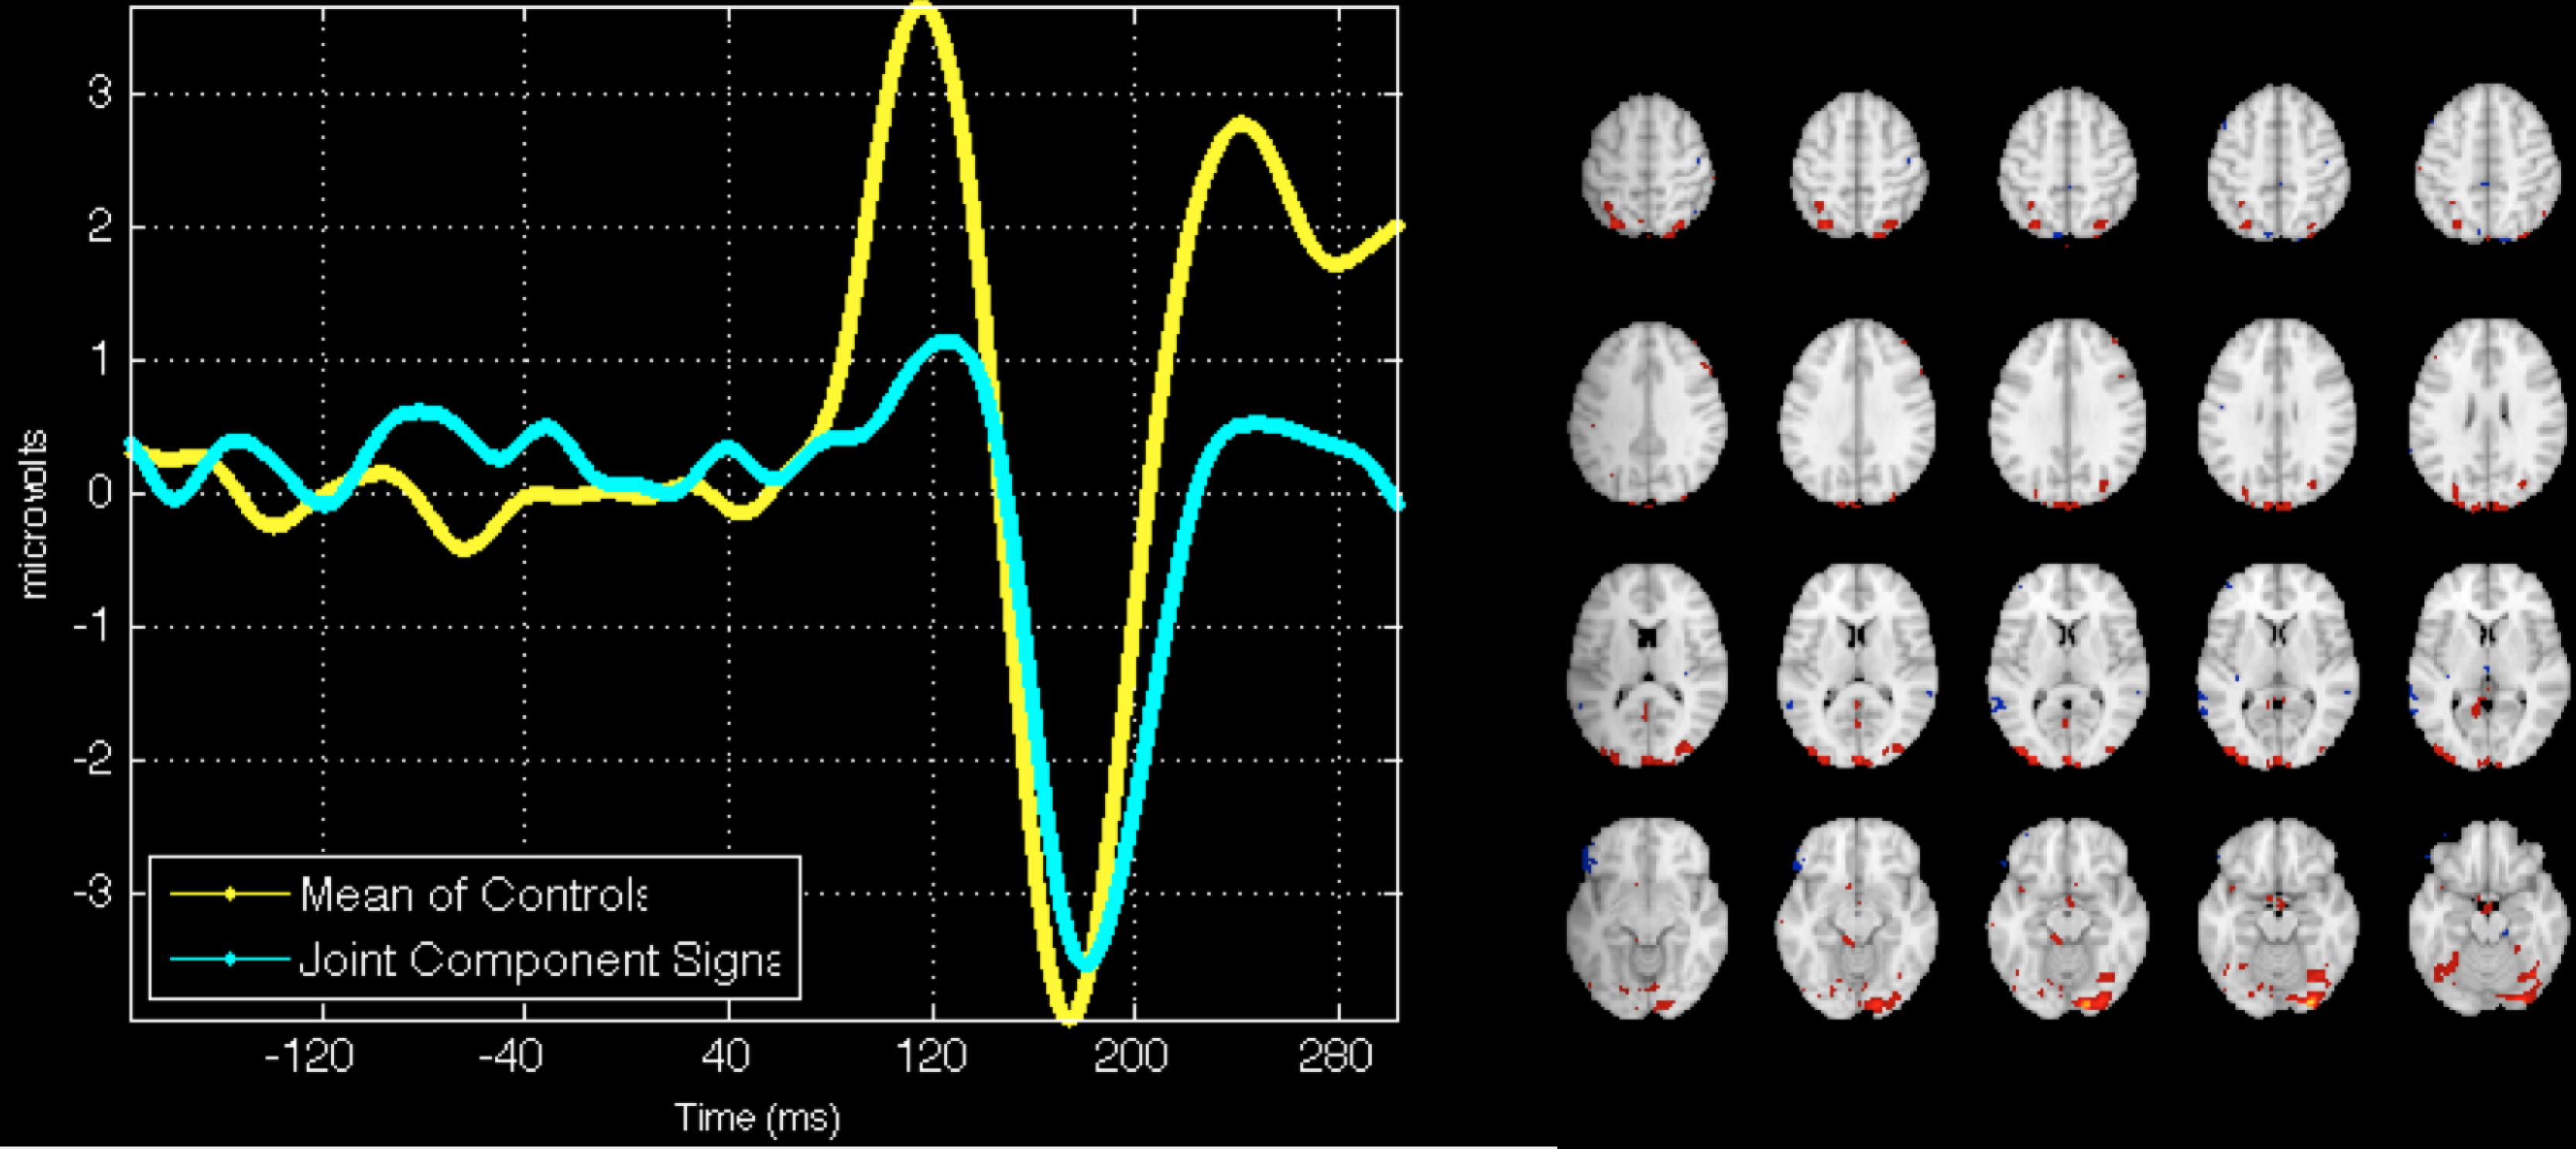 3
2
1
0
-1
-2
-3
microvolts
Mean of Controls
Joint Component Signa
-120 -40 40 120 200 280
Time (ms)